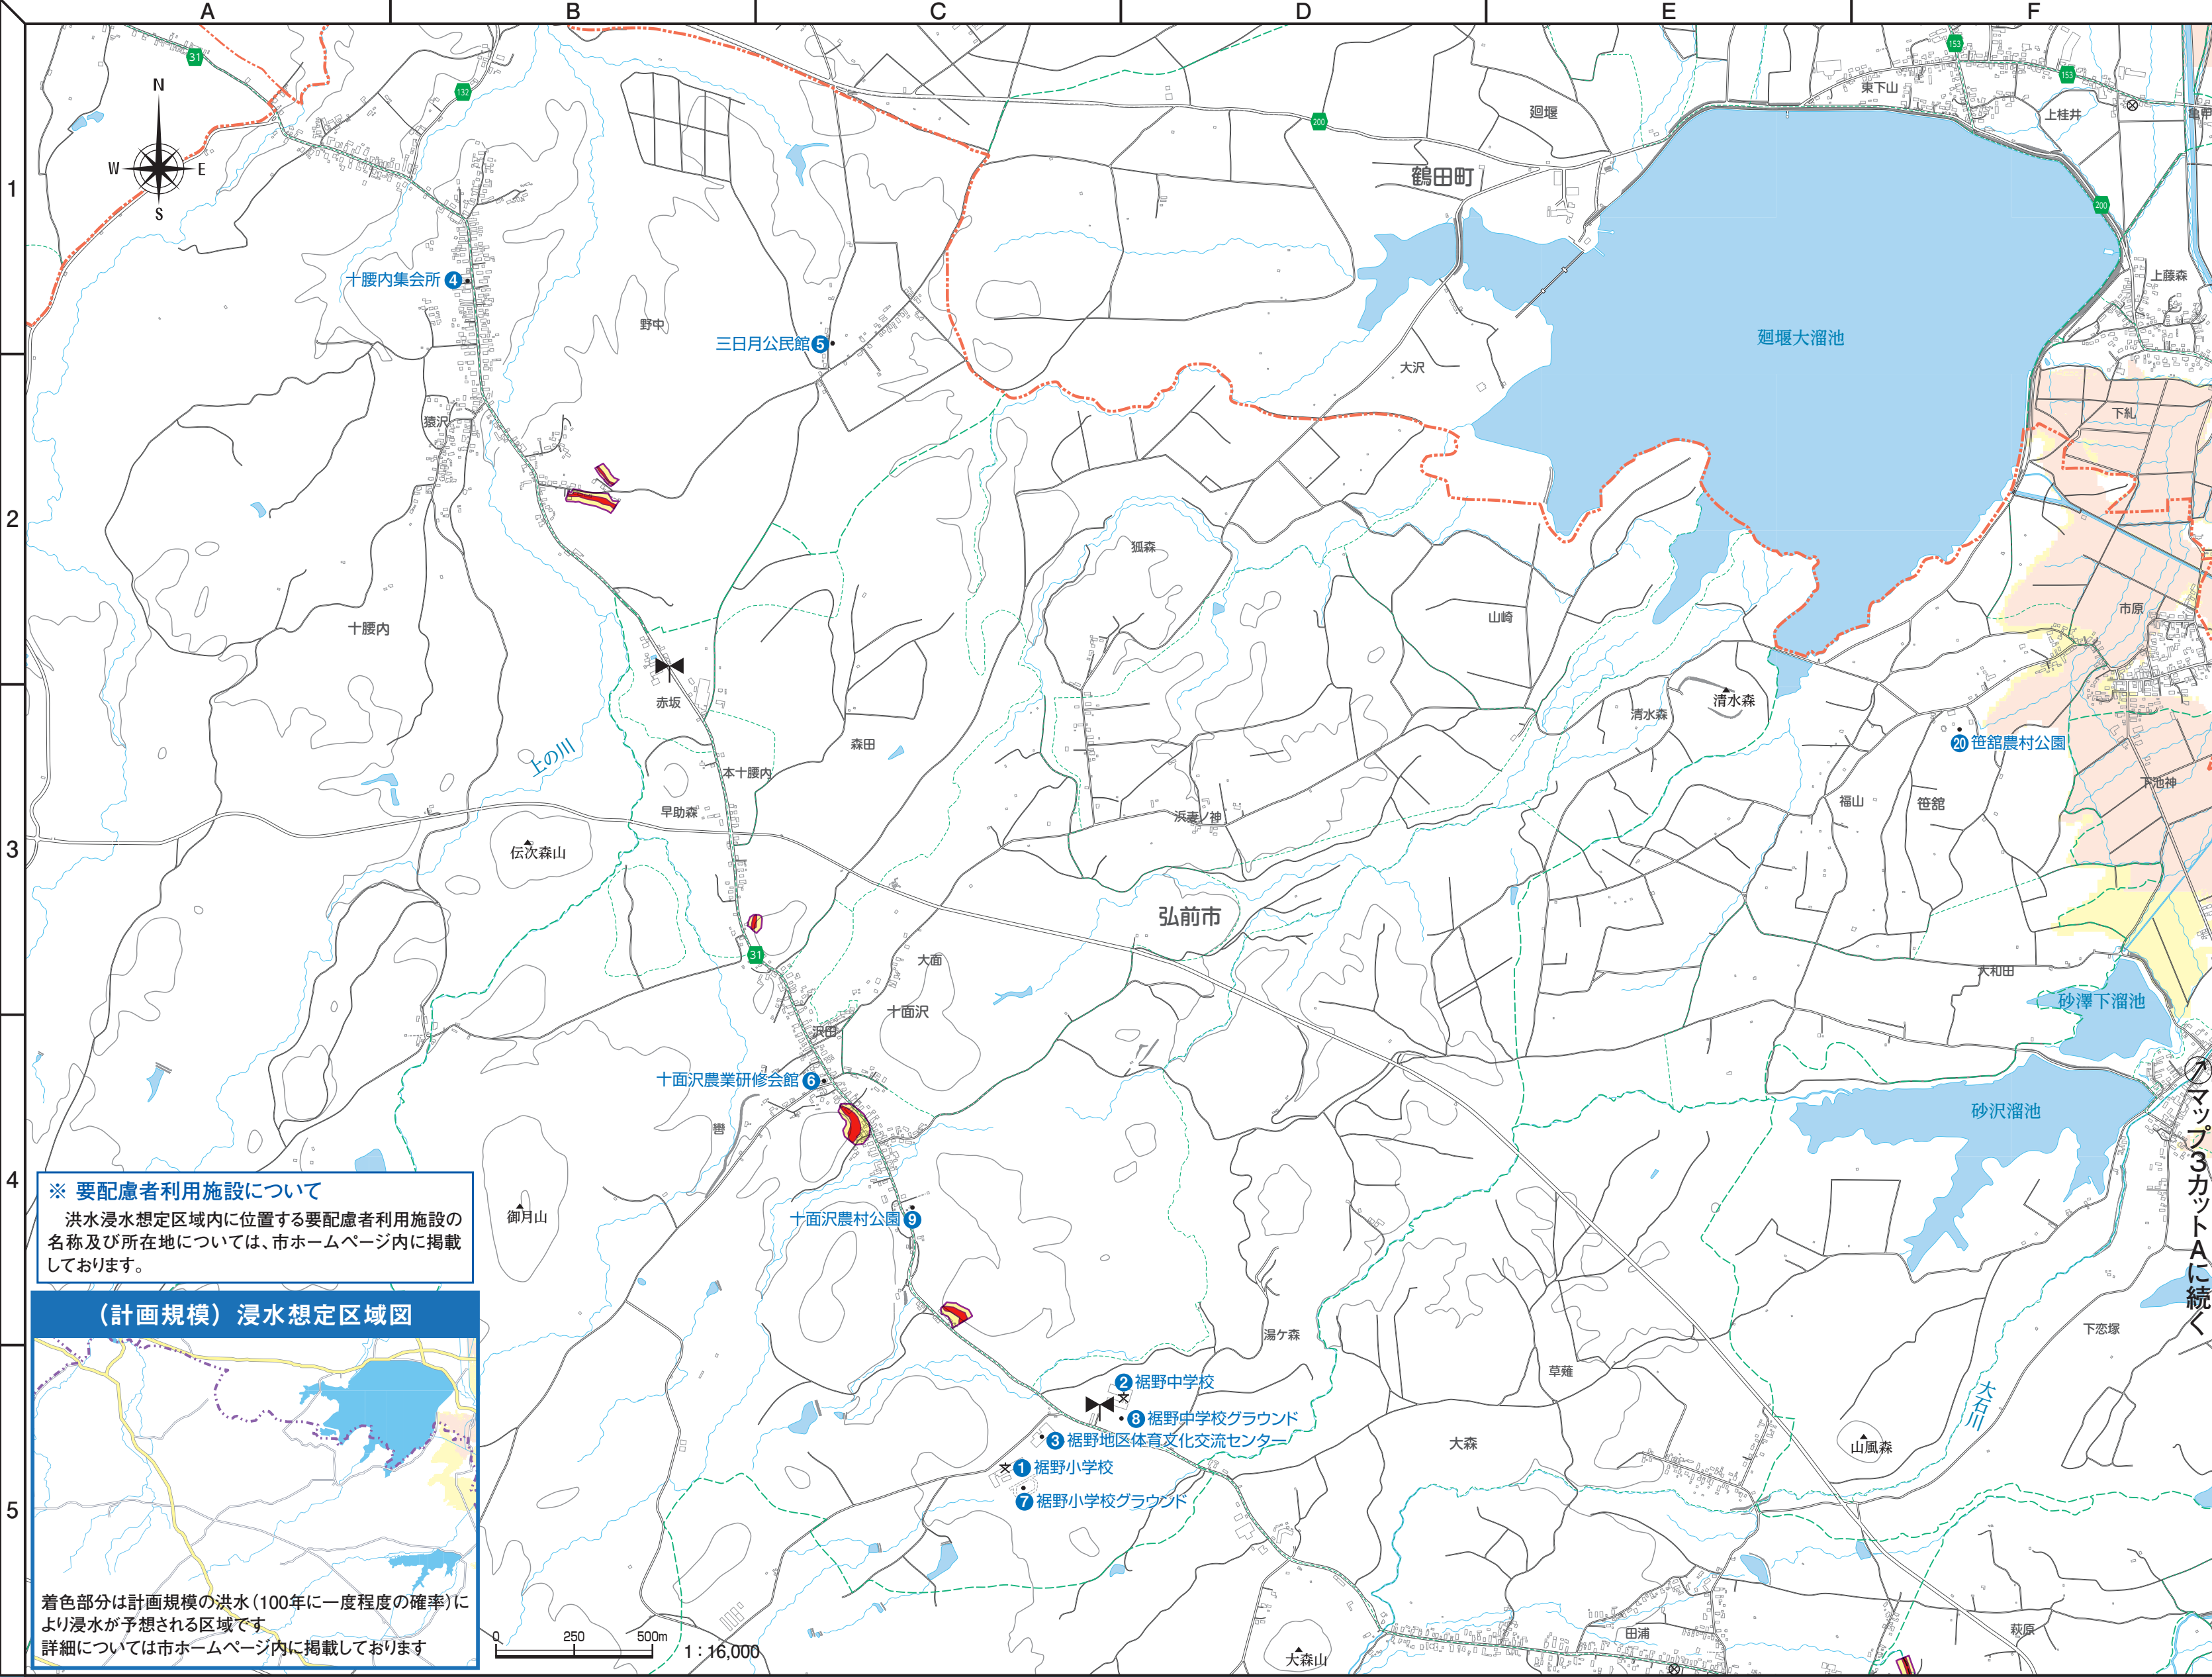 A B C D E F
1
2
3
4
5
31
132
200
153
153
200
31
N
W E
S
東下山
上桂井
廻堰
鶴田町
上藤森
十腰内集会所 4
野中
三日月公民館 5
廻堰大溜池
大沢
猿沢
下糺
狐森
市原
山崎
十腰内
赤坂
清水森
清水森
森田
20 笹舘農村公園
上の川
本十腰内
下池神
早助森
福山
笹舘
浜妻ノ神
伝次森山
弘前市
大面
大和田
砂澤下溜池
十面沢
沢田
十面沢農業研修会館 6
砂沢溜池
轡
マップ3カットAに続く
※ 要配慮者利用施設について
洪水浸水想定区域内に位置する要配慮者利用施設の
名称及び所在地については、市ホームページ内に掲載
しております。
御月山
十面沢農村公園 9
(計画規模)浸水想定区域図
湯ケ森
下恋塚
草薙
2 裾野中学校
8 裾野中学校グラウンド
3 裾野地区体育文化交流センター
1 裾野小学校
7 裾野小学校グラウンド
大石川
大森
山風森
着色部分は計画規模の洪水(100年に一度程度の確率)に
より浸水が予想される区域です
詳細については市ホームページ内に掲載しております
0 250 500m
1:16,000
大森山
田浦
萩原